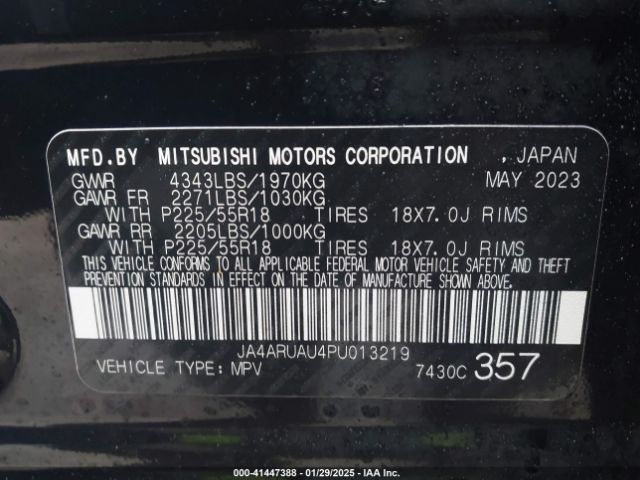 MFD.BY MITSUBISHI MOTORS CORPORATION , JAPAN
GVWR 4343LBS/1970KG MAY 2023
GAWR FR 2271LBS/1030KG
WITH P225/55R18 TIRES 18X7.0J RIMS
GAWR RR 2205LBS/1000KG
WITH P225/55R18 TIRES 18X7.0J RIMS
THIS VEHICLE CONFORMS TO ALL APPLICABLE FEDERAL MOTOR VEHICLE SAFETY AND THEFT
PREVENTION STANDARDS IN EFFECT ON THE DATE OF MANUFACTURE SHOWN ABOVE.
JA4ARUAU4PU013219
VEHICLE TYPE: MPV 7430C 357
000-41447388 - 01/29/2025 - IAA Inc.